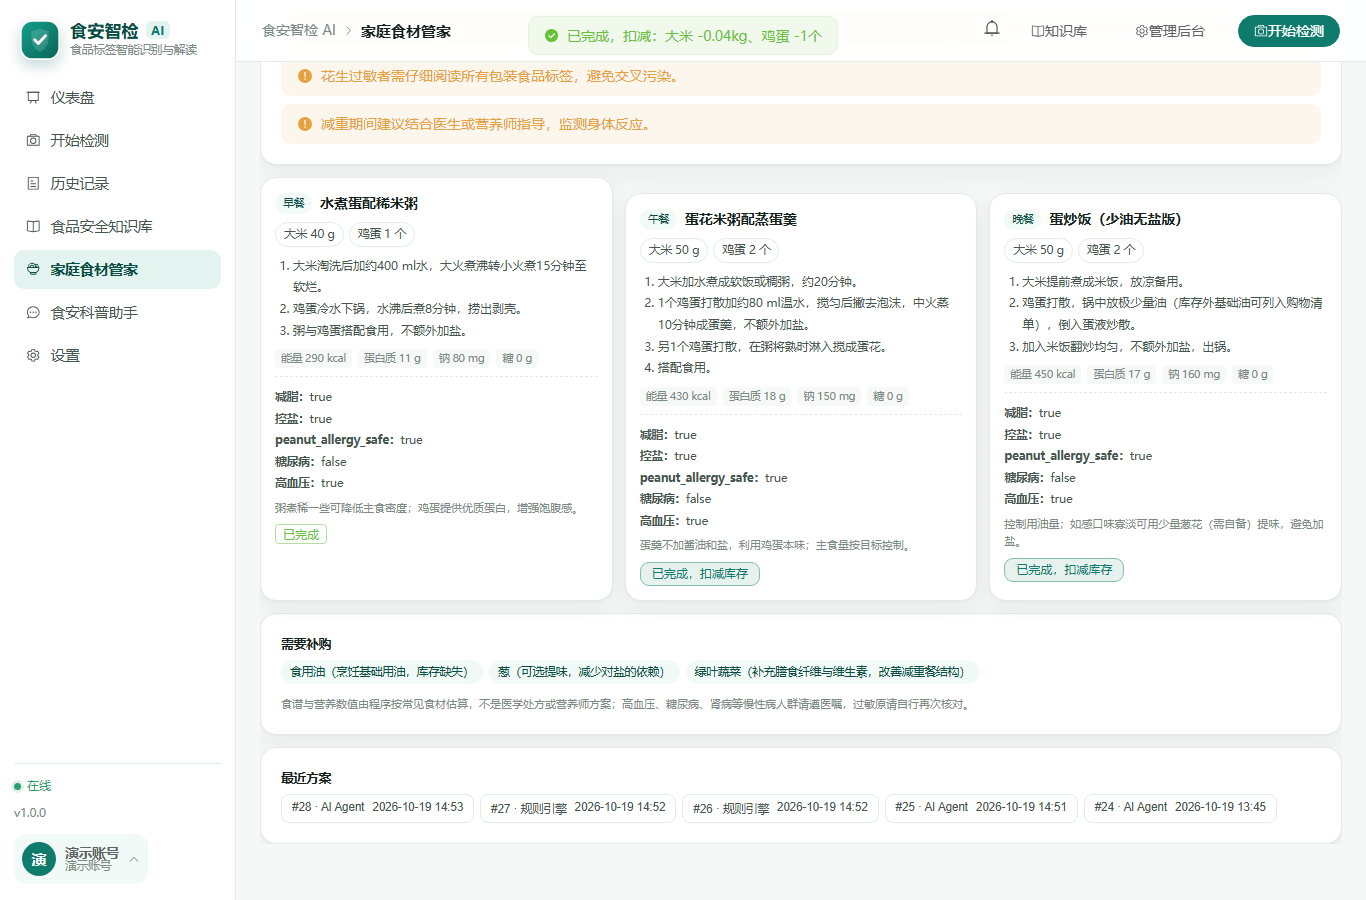 食安智检 AI
食品标签智能识别与解读
仪表盘
开始检测
历史记录
食品安全知识库
家庭食材管家
食安科普助手
设置
在线
v1.0.0
演
演示账号
演示账号
食安智检 AI
家庭食材管家
已完成，扣减：大米 -0.04kg、鸡蛋 -1个
知识库
管理后台
开始检测
花生过敏者需仔细阅读所有包装食品标签，避免交叉污染。
减重期间建议结合医生或营养师指导，监测身体反应。
早餐 水煮蛋配稀米粥
大米 40 g 鸡蛋 1 个
1. 大米淘洗后加约400 ml水，大火煮沸转小火煮15分钟至
软烂。
2. 鸡蛋冷水下锅，水沸后煮8分钟，捞出剥壳。
3. 粥与鸡蛋搭配食用，不额外加盐。
能量 290 kcal 蛋白质 11 g 钠 80 mg 糖 0 g
减脂：true
控盐：true
peanut_allergy_safe：true
糖尿病：false
高血压：true
粥煮稀一些可降低主食密度；鸡蛋提供优质蛋白，增强饱腹感。
已完成
午餐 蛋花米粥配蒸蛋羹
大米 50 g 鸡蛋 2 个
1. 大米加水煮成软饭或稠粥，约20分钟。
2. 1个鸡蛋打散加约80 ml温水，搅匀后撇去泡沫，中火蒸
10分钟成蛋羹，不额外加盐。
3. 另1个鸡蛋打散，在粥将熟时淋入搅成蛋花。
4. 搭配食用。
能量 430 kcal 蛋白质 18 g 钠 150 mg 糖 0 g
减脂：true
控盐：true
peanut_allergy_safe：true
糖尿病：false
高血压：true
蛋羹不加酱油和盐，利用鸡蛋本味；主食量按目标控制。
已完成，扣减库存
晚餐 蛋炒饭（少油无盐版）
大米 50 g 鸡蛋 2 个
1. 大米提前煮成米饭，放凉备用。
2. 鸡蛋打散，锅中放极少量油（库存外基础油可列入购物清
单），倒入蛋液炒散。
3. 加入米饭翻炒均匀，不额外加盐，出锅。
能量 450 kcal 蛋白质 17 g 钠 160 mg 糖 0 g
减脂：true
控盐：true
peanut_allergy_safe：true
糖尿病：false
高血压：true
控制用油量；如感口味寡淡可用少量葱花（需自备）提味，避免加
盐。
已完成，扣减库存
需要补购
食用油（烹饪基础用油，库存缺失） 葱（可选提味，减少对盐的依赖） 绿叶蔬菜（补充膳食纤维与维生素，改善减重餐结构）
食谱与营养数值由程序按常见食材估算，不是医学处方或营养师方案；高血压、糖尿病、肾病等慢性病人群请遵医嘱，过敏原请自行再次核对。
最近方案
#28 · AI Agent 2026-10-19 14:53 #27 · 规则引擎 2026-10-19 14:52 #26 · 规则引擎 2026-10-19 14:52 #25 · AI Agent 2026-10-19 14:51 #24 · AI Agent 2026-10-19 13:45